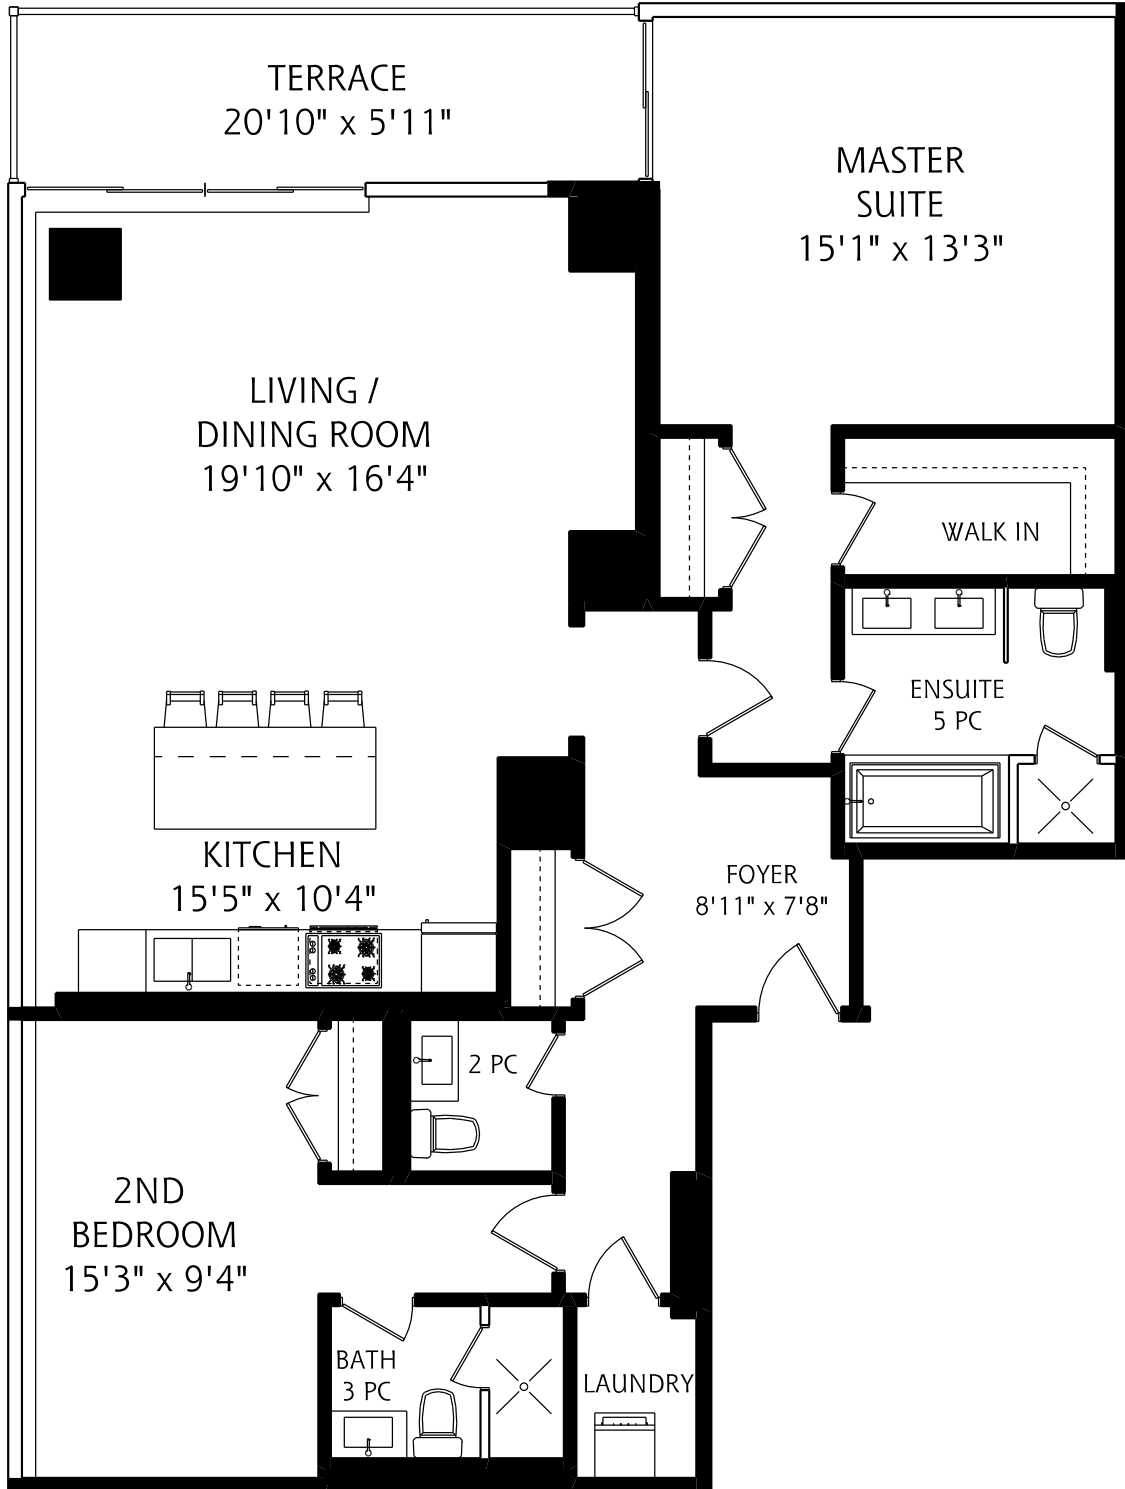 TERRACE
20'10" x 5'11"
MASTER
SUITE
15'1" x 13'3"
LIVING /
DINING ROOM
19'10" x 16'4"
WALK IN
ENSUITE
5 PC
KITCHEN
15'5" x 10'4"
FOYER
8'11" x 7'8"
2 PC
2ND
BEDROOM
15'3" x 9'4"
BATH
3 PC
LAUNDRY